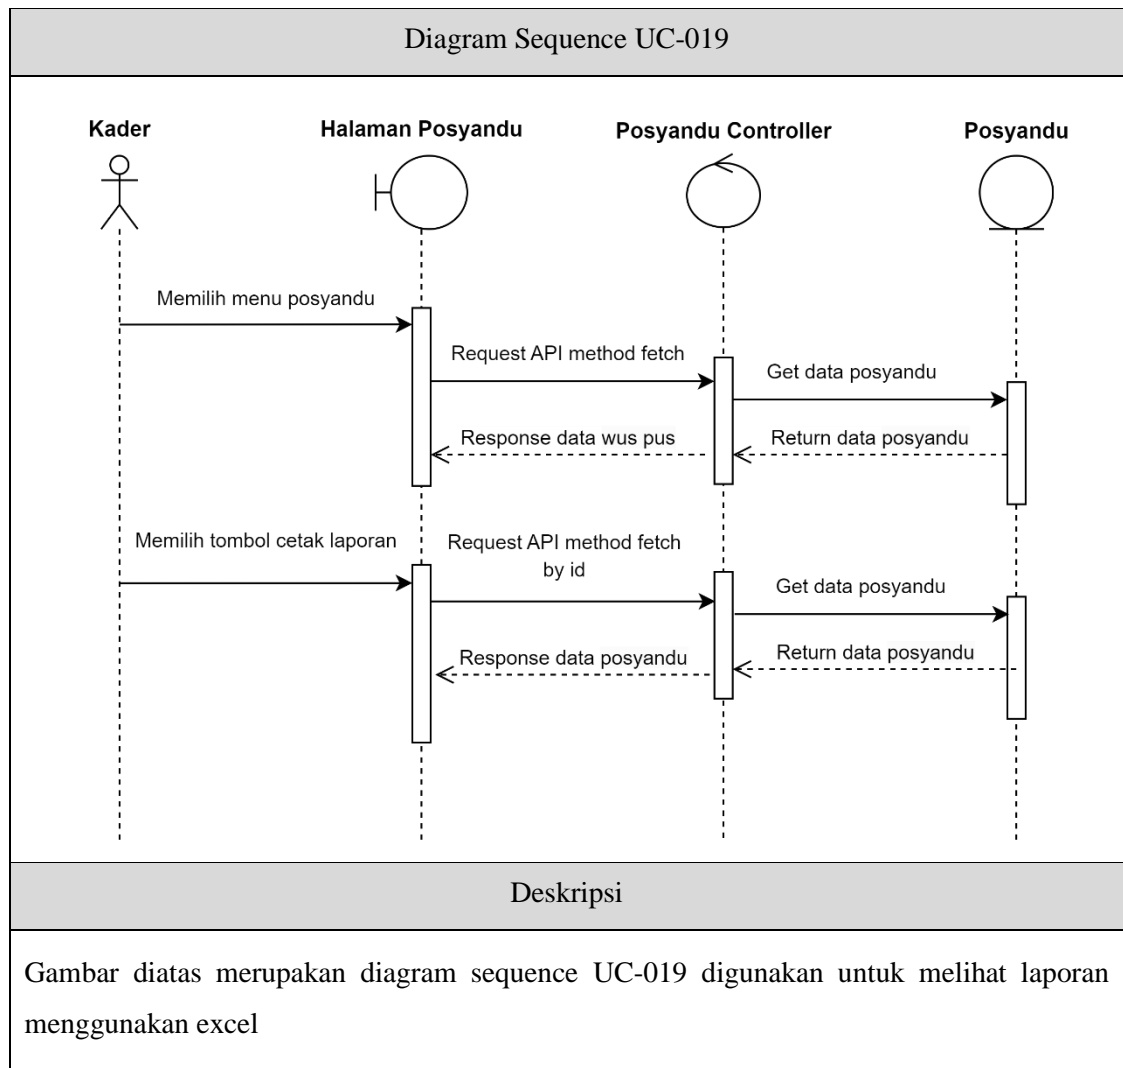 Diagram Sequence UC-019
Kader
Halaman Posyandu
Posyandu Controller
Posyandu
Memilih menu posyandu
Request API method fetch
Get data posyandu
Response data wus pus
Return data posyandu
Memilih tombol cetak laporan
Request API method fetch
by id
Get data posyandu
Response data posyandu
Return data posyandu
Deskripsi
Gambar diatas merupakan diagram sequence UC-019 digunakan untuk melihat laporan
menggunakan excel